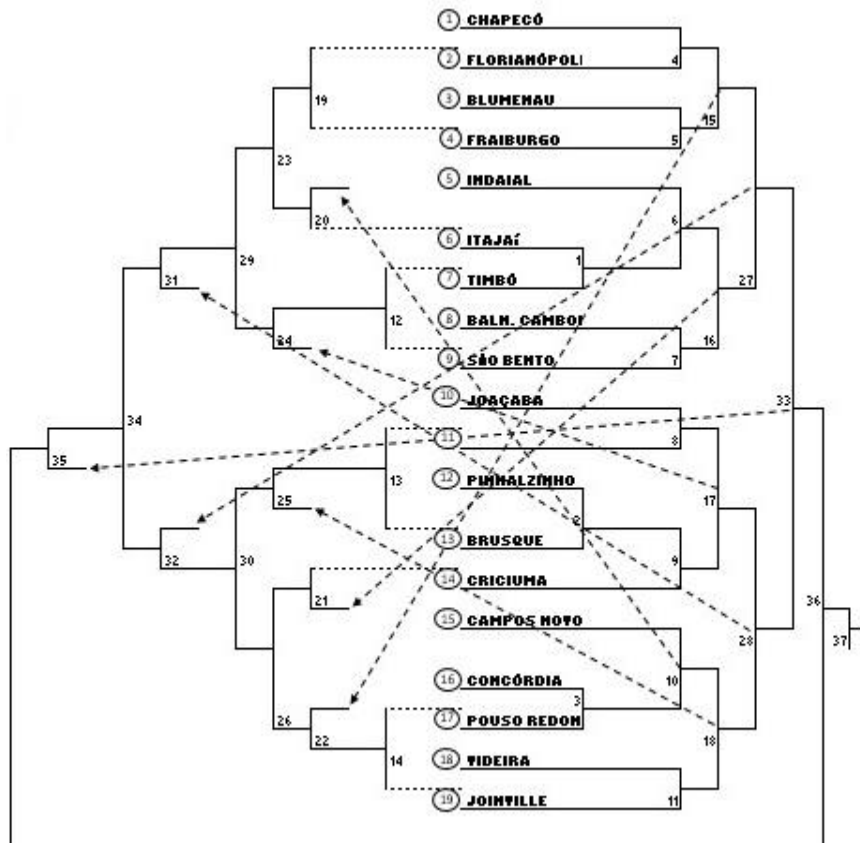 1 CHAPECÓ
2 FLORIANÓPOLI
4
19
3 BLUMENAU
15
4 FRAIBURGO
5
23
5 INDAIAL
20
6
6 ITAJAÍ
29
1
31
7 TIMBÓ
27
12
8 BALN. CAMBOI
24
16
9 SÃO BENTO
7
10 JOAÇABA
33
34
11
8
35
13
12 PINHALZINHO
25
17
2
13 BRUSQUE
32
30
9
14 CRICIUMA
21
36
15 CAMPOS NOVO
28
37
16 CONCÓRDIA
10
3
26
17 POUSO REDON
22
18
14
18 VIDEIRA
19 JOINVILLE
11